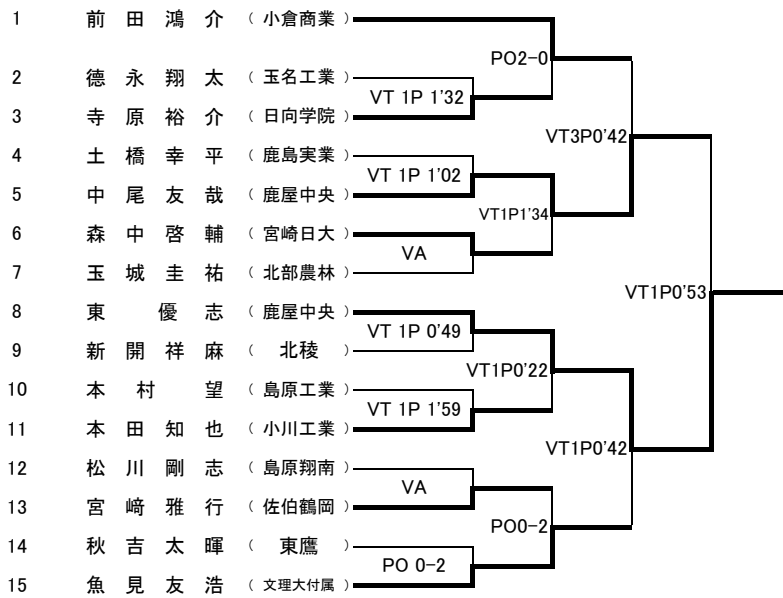 1 前田鴻介 （小倉商業）
PO2-0
2 德永翔太 （玉名工業）
VT 1P 1'32
3 寺原裕介 （日向学院）
VT3P0'42
4 土橋幸平 （鹿島実業）
VT 1P 1'02
5 中尾友哉 （鹿屋中央）
VT1P1'34
6 森中啓輔 （宮崎日大）
VA
7 玉城圭祐 （北部農林）
VT1P0'53
8 東優志 （鹿屋中央）
VT 1P 0'49
9 新開祥麻 （北稜）
VT1P0'22
10 本村望 （島原工業）
VT 1P 1'59
11 本田知也 （小川工業）
VT1P0'42
12 松川剛志 （島原翔南）
VA
13 宮﨑雅行 （佐伯鶴岡）
PO0-2
14 秋吉太暉 （東鷹）
PO 0-2
15 魚見友浩 （文理大付属）